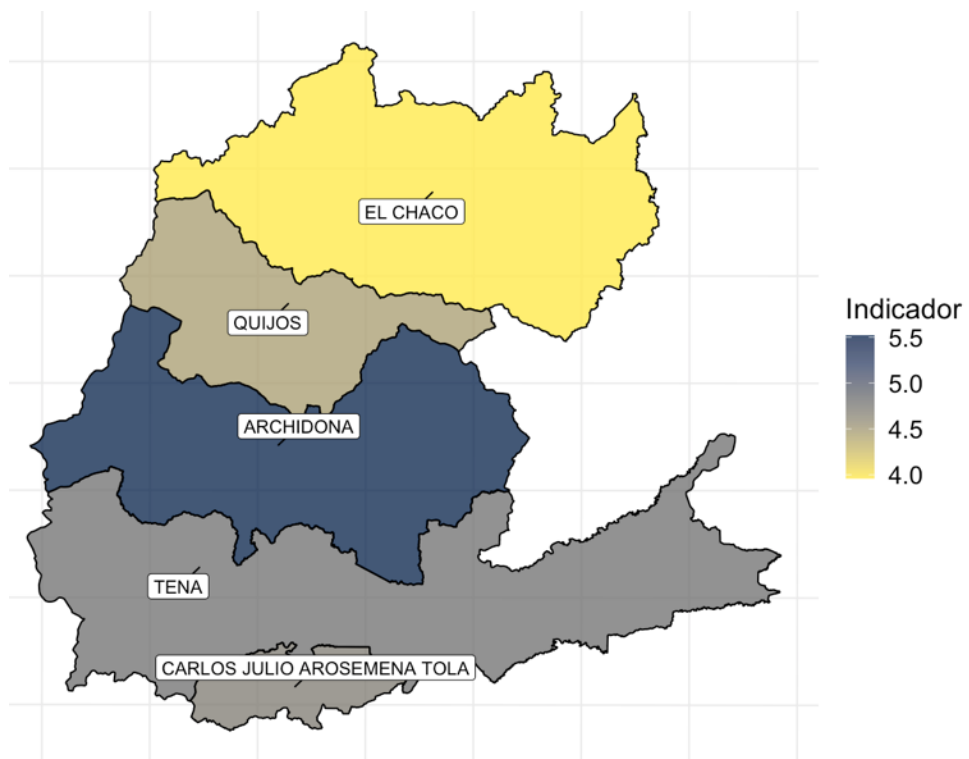 EL CHACO
QUIJOS
ARCHIDONA
TENA
CARLOS JULIO AROSEMENA TOLA
Indicador
5.5
5.0
4.5
4.0